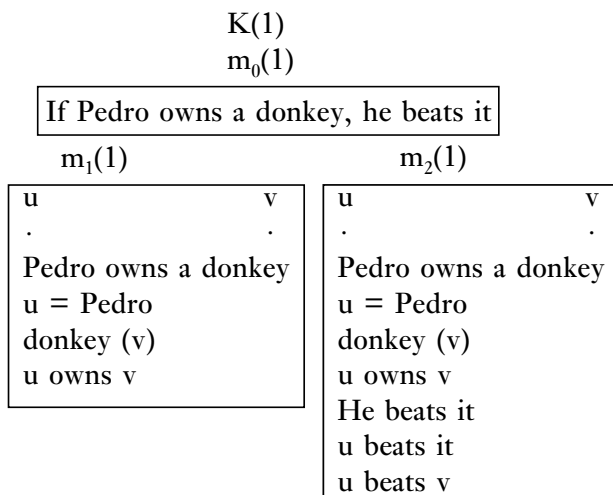 K(1)
m₀(1)
If Pedro owns a donkey, he beats it
m₁(1)
u v
. .
Pedro owns a donkey
u = Pedro
donkey (v)
u owns v
m₂(1)
u v
. .
Pedro owns a donkey
u = Pedro
donkey (v)
u owns v
He beats it
u beats it
u beats v